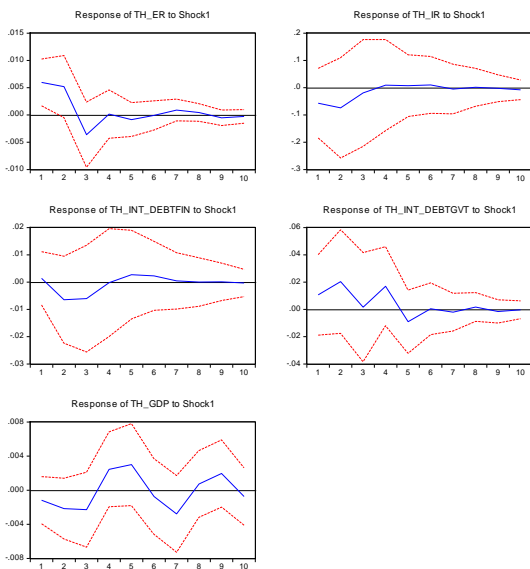 Response of TH_ER to Shock1
.015
.010
.005
.000
-.005
-.010
1 2 3 4 5 6 7 8 9 10
Response of TH_IR to Shock1
.2
.1
.0
-.1
-.2
-.3
1 2 3 4 5 6 7 8 9 10
Response of TH_INT_DEBTFIN to Shock1
.02
.01
.00
-.01
-.02
-.03
1 2 3 4 5 6 7 8 9 10
Response of TH_INT_DEBTGVT to Shock1
.06
.04
.02
.00
-.02
-.04
1 2 3 4 5 6 7 8 9 10
Response of TH_GDP to Shock1
.008
.004
.000
-.004
-.008
1 2 3 4 5 6 7 8 9 10